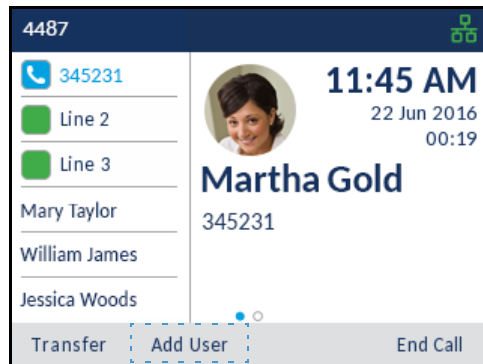 4487
345231
Line 2
Line 3
Mary Taylor
William James
Jessica Woods
11:45 AM
22 Jun 2016
00:19
Martha Gold
345231
Transfer
Add User
End Call